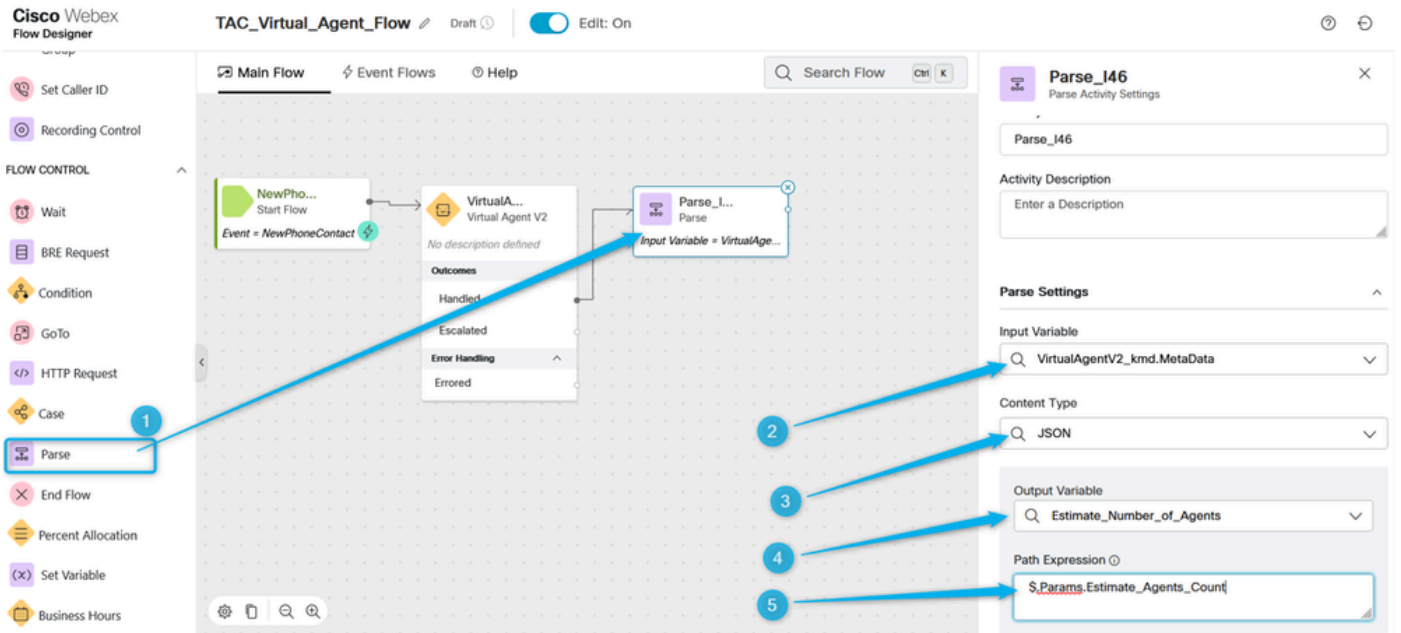 Cisco Webex
Flow Designer
TAC_Virtual_Agent_Flow
Draft
Edit: On
Group
Set Caller ID
Recording Control
FLOW CONTROL
Wait
BRE Request
Condition
GoTo
HTTP Request
Case
1
Parse
End Flow
Percent Allocation
Set Variable
Business Hours
Main Flow
Event Flows
Help
Search Flow
Ctrl K
NewPho...
Start Flow
Event = NewPhoneContact
VirtualA...
Virtual Agent V2
No description defined
Outcomes
Handled
Escalated
Error Handling
Errored
Parse_I...
Parse
Input Variable = VirtualAge...
2
3
4
5
Parse_I46
Parse Activity Settings
Parse_I46
Activity Description
Enter a Description
Parse Settings
Input Variable
VirtualAgentV2_kmd.MetaData
Content Type
JSON
Output Variable
Estimate_Number_of_Agents
Path Expression
$.Params.Estimate_Agents_Count